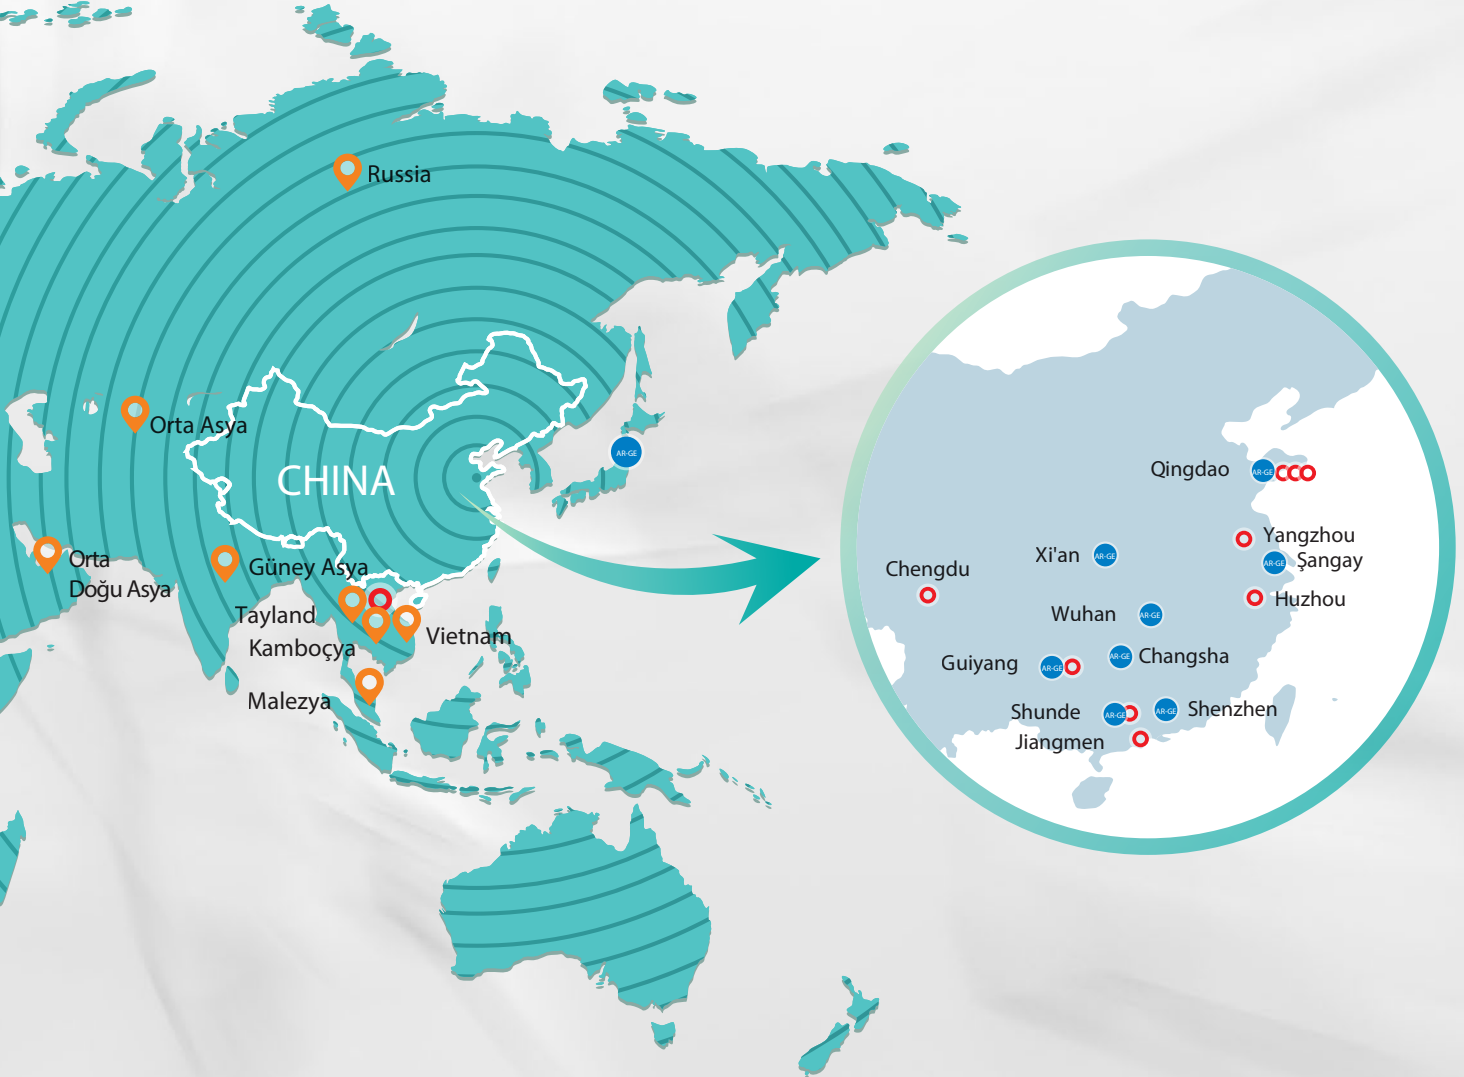 Russia
Orta Asya
CHINA
AR-GE
Orta
Doğu Asya
Güney Asya
Tayland
Kamboçya
Vietnam
Malezya
Qingdao
AR-GE
Yangzhou
Xi'an
AR-GE
AR-GE
Şangay
Chengdu
Huzhou
Wuhan
AR-GE
Guiyang
AR-GE
AR-GE
Changsha
Shunde
AR-GE
AR-GE
Shenzhen
Jiangmen